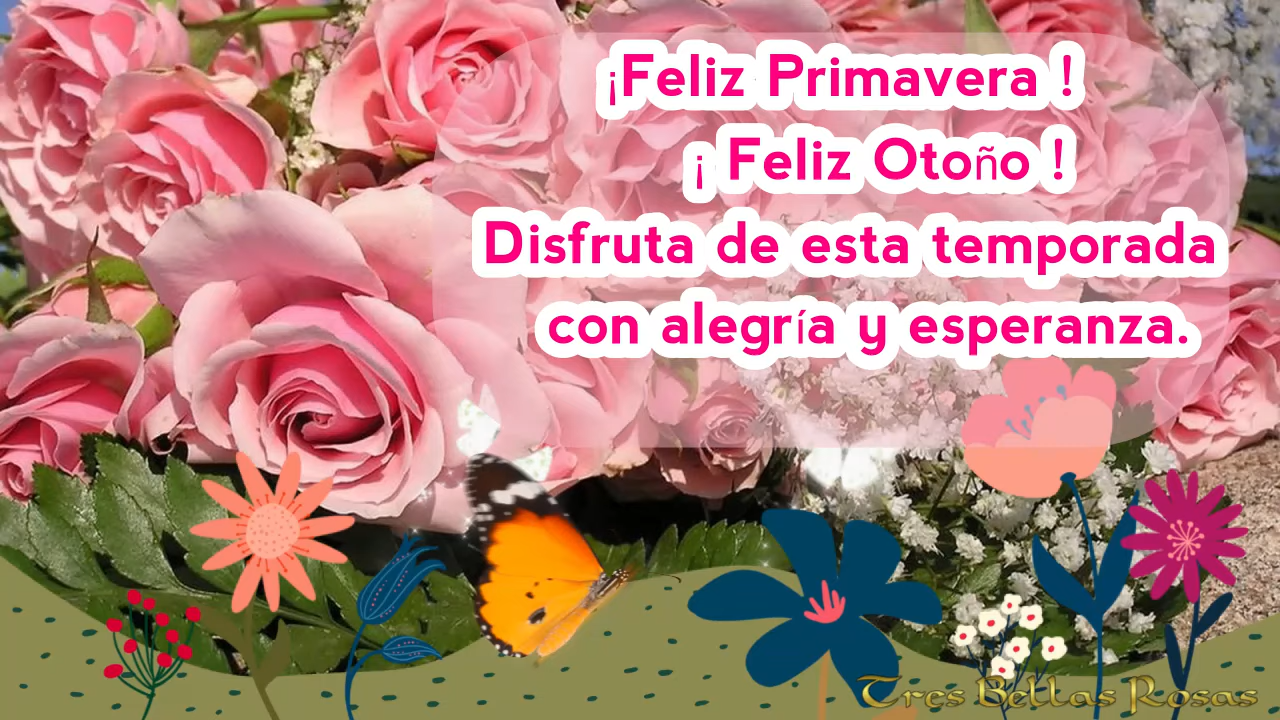 ¡Feliz Primavera !
¡ Feliz Otoño !
Disfruta de esta temporada
con alegría y esperanza.
Tres Bellas Rosas